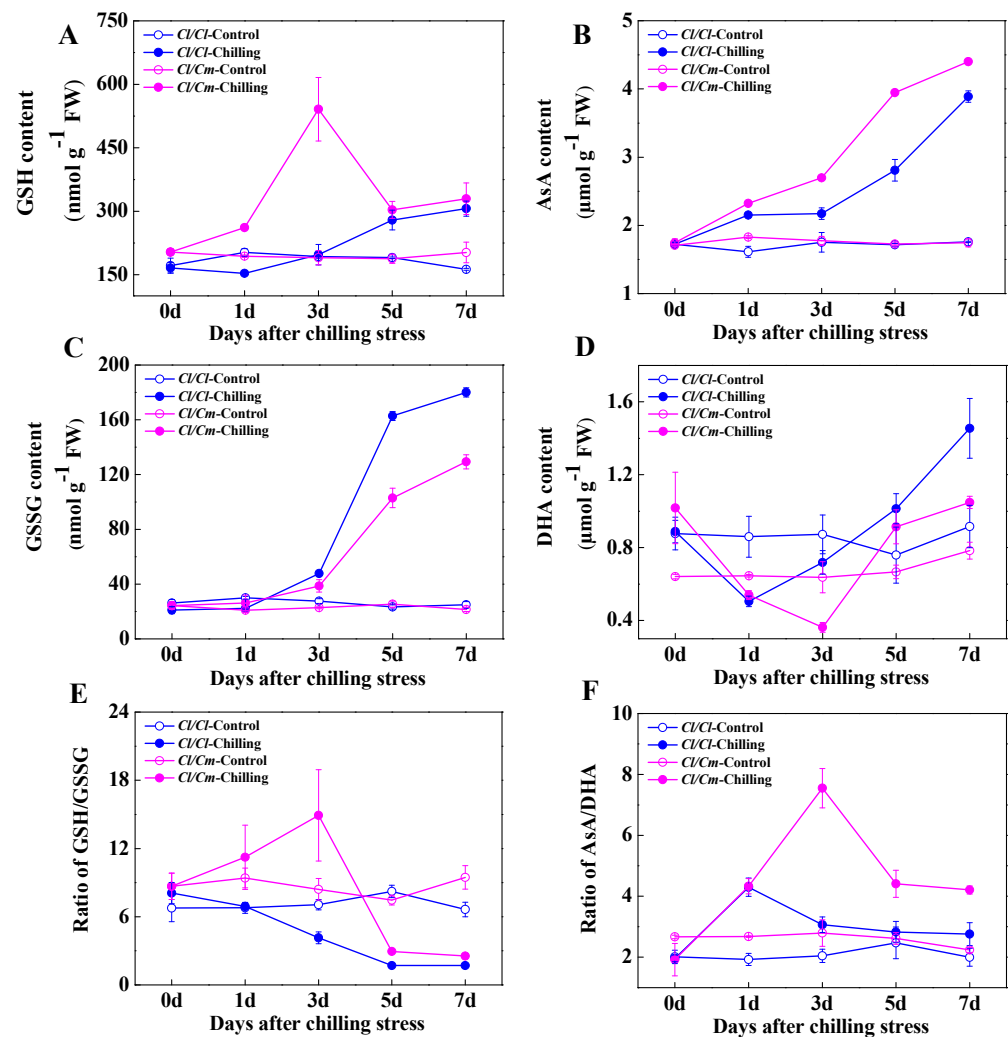 A
GSH content
(nmol g⁻¹ FW)
750
600
450
300
150
Cl/Cl-Control
Cl/Cl-Chilling
Cl/Cm-Control
Cl/Cm-Chilling
0d 1d 3d 5d 7d
Days after chilling stress
B
AsA content
(μmol g⁻¹ FW)
5
4
3
2
1
Cl/Cl-Control
Cl/Cl-Chilling
Cl/Cm-Control
Cl/Cm-Chilling
0d 1d 3d 5d 7d
Days after chilling stress
C
GSSG content
(nmol g⁻¹ FW)
200
160
120
80
40
0
Cl/Cl-Control
Cl/Cl-Chilling
Cl/Cm-Control
Cl/Cm-Chilling
0d 1d 3d 5d 7d
Days after chilling stress
D
DHA content
(μmol g⁻¹ FW)
1.6
1.2
0.8
0.4
Cl/Cl-Control
Cl/Cl-Chilling
Cl/Cm-Control
Cl/Cm-Chilling
0d 1d 3d 5d 7d
Days after chilling stress
E
Ratio of GSH/GSSG
24
18
12
6
0
Cl/Cl-Control
Cl/Cl-Chilling
Cl/Cm-Control
Cl/Cm-Chilling
0d 1d 3d 5d 7d
Days after chilling stress
F
Ratio of AsA/DHA
10
8
6
4
2
Cl/Cl-Control
Cl/Cl-Chilling
Cl/Cm-Control
Cl/Cm-Chilling
0d 1d 3d 5d 7d
Days after chilling stress